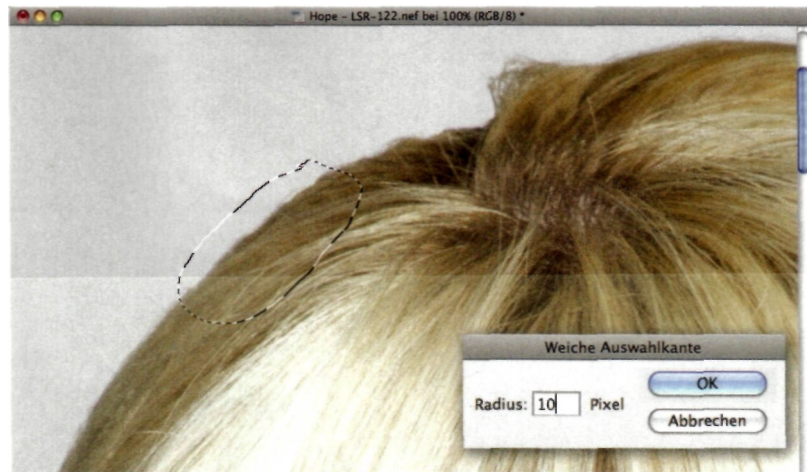 Hope - LSR-122.nef bei 100% (RGB/8) *
Weiche Auswahlkante
Radius: 10 Pixel
OK
Abbrechen